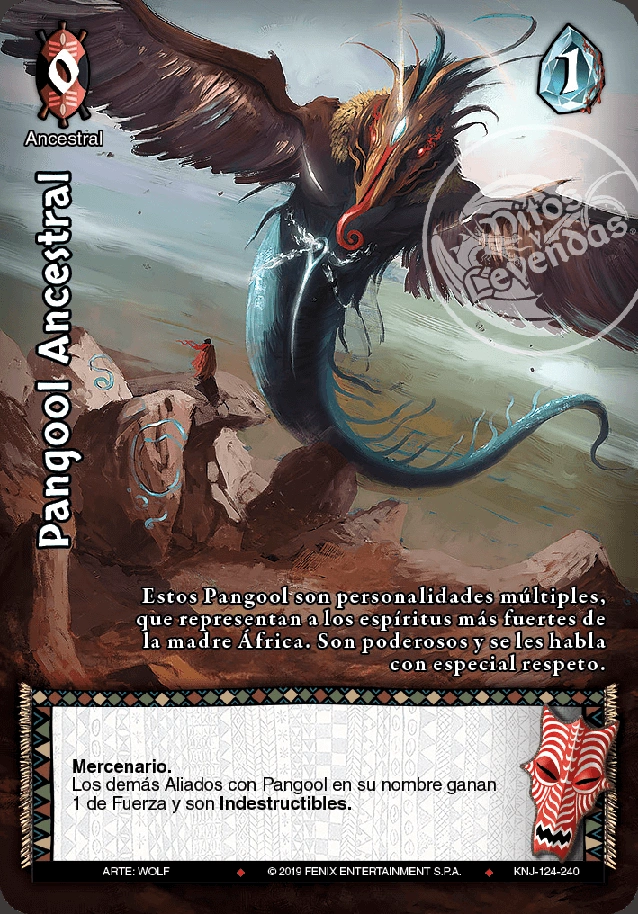 0
1
Ancestral
Mitos
y
Leyendas
Pangool Ancestral
Estos Pangool son personalidades múltiples,
que representan a los espíritus más fuertes de
la madre África. Son poderosos y se les habla
con especial respeto.
Mercenario.
Los demás Aliados con Pangool en su nombre ganan
1 de Fuerza y son Indestructibles.
ARTE: WOLF
© 2019 FENIX ENTERTAINMENT S.P.A.
KNJ-124-240